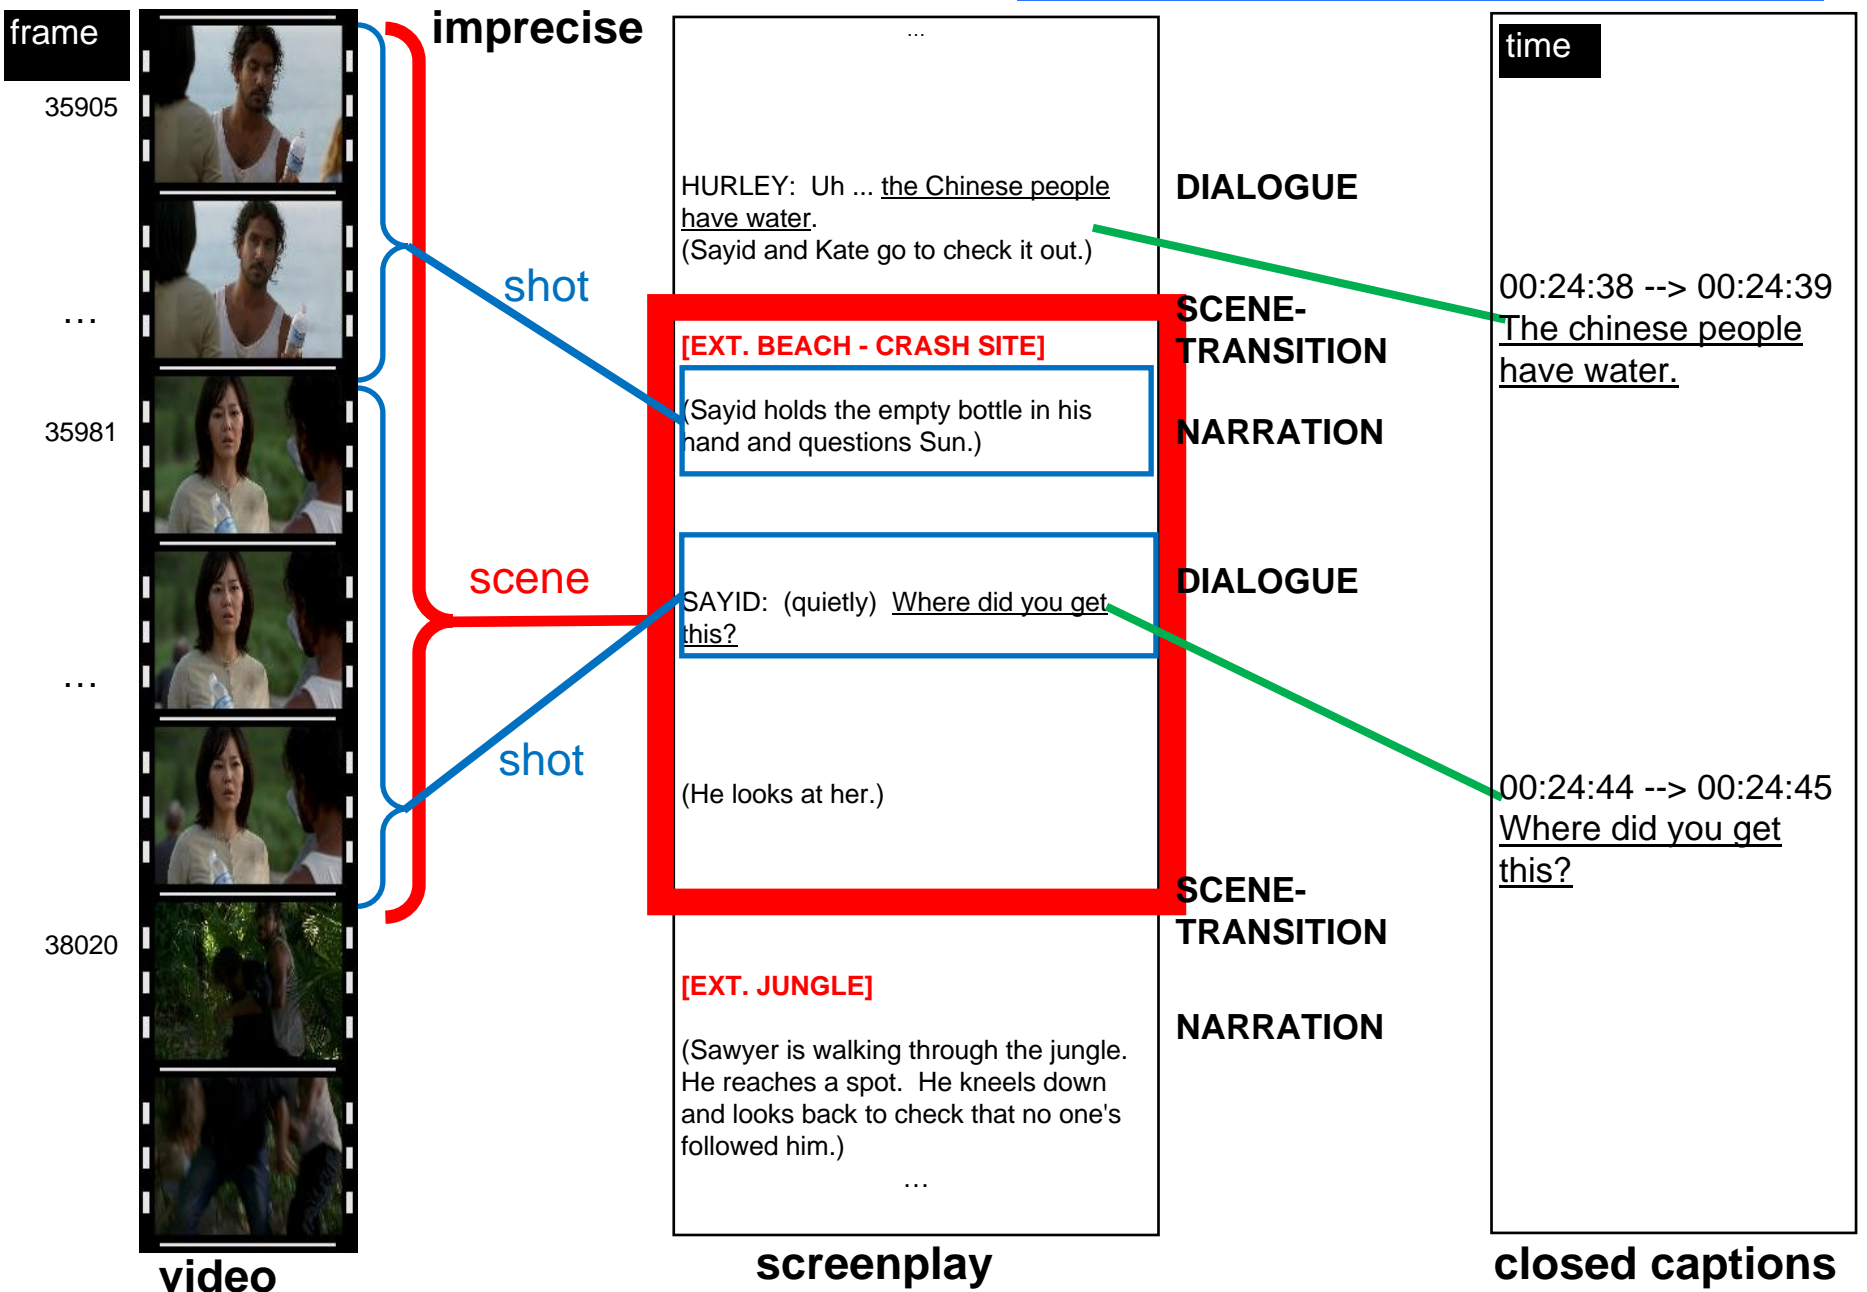 frame
imprecise
35905
...
35981
...
38020
video
shot
scene
shot
...
HURLEY:  Uh ... the Chinese people
have water.
(Sayid and Kate go to check it out.)
[EXT. BEACH - CRASH SITE]
(Sayid holds the empty bottle in his
hand and questions Sun.)
SAYID:  (quietly)  Where did you get
this?
(He looks at her.)
[EXT. JUNGLE]
(Sawyer is walking through the jungle.
He reaches a spot.  He kneels down
and looks back to check that no one's
followed him.)
...
screenplay
DIALOGUE
SCENE-
TRANSITION
NARRATION
DIALOGUE
SCENE-
TRANSITION
NARRATION
time
00:24:38 --> 00:24:39
The chinese people
have water.
00:24:44 --> 00:24:45
Where did you get
this?
closed captions